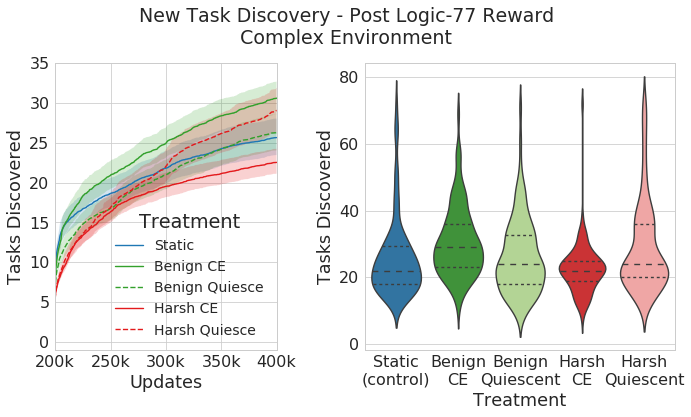 New Task Discovery - Post Logic-77 Reward
Complex Environment
35
30
25
20
15
10
5
0
Tasks Discovered
200k 250k 300k 350k 400k
Updates
Treatment
Static
Benign CE
Benign Quiesce
Harsh CE
Harsh Quiesce
80
60
40
20
0
Tasks Discovered
Static Benign Benign Harsh Harsh
(control) CE Quiescent CE Quiescent
Treatment